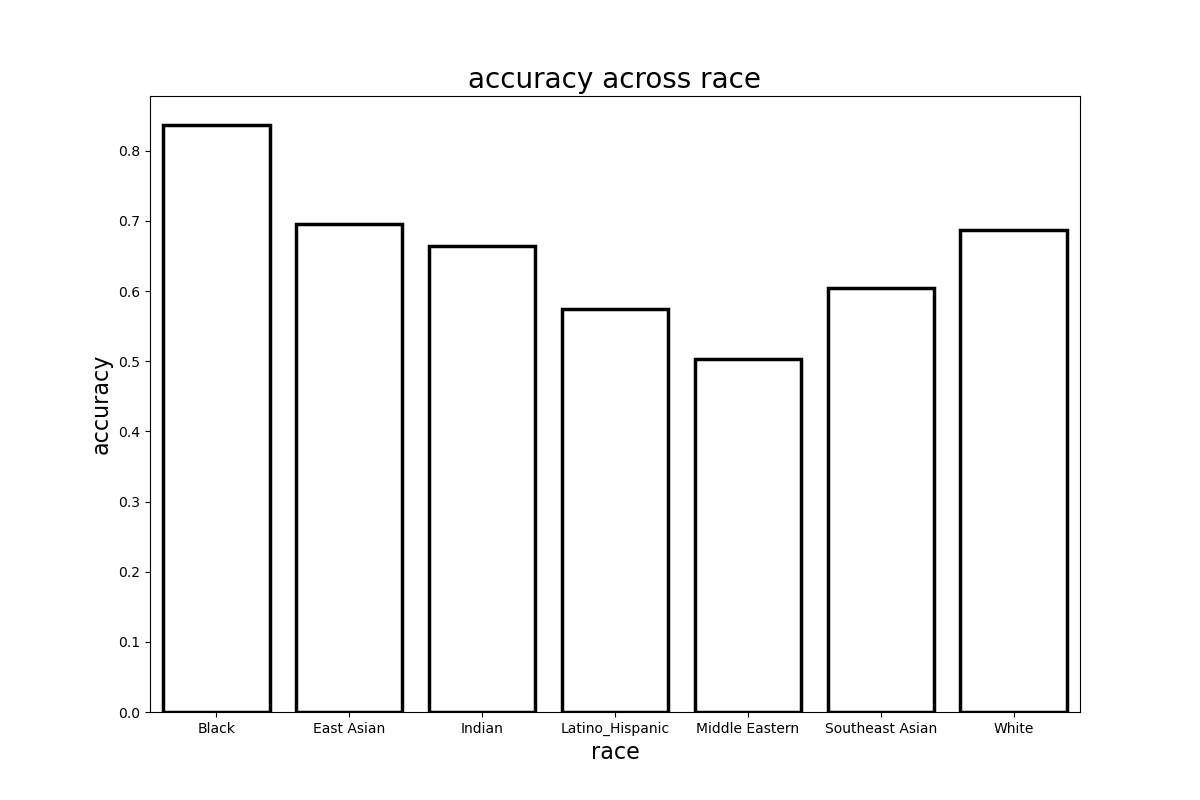 accuracy across race
accuracy
0.8
0.7
0.6
0.5
0.4
0.3
0.2
0.1
0.0
Black East Asian Indian Latino_Hispanic Middle Eastern Southeast Asian White
race